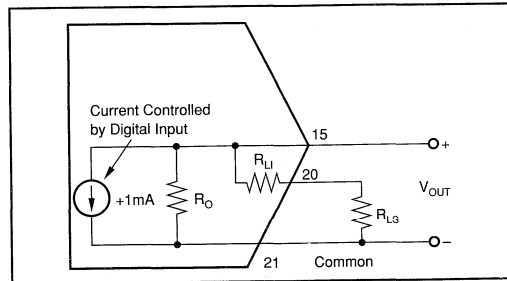 Current Controlled
by Digital Input
15
R_LI
20
+1mA
R_O
V_OUT
R_LS
21
Common
+
−